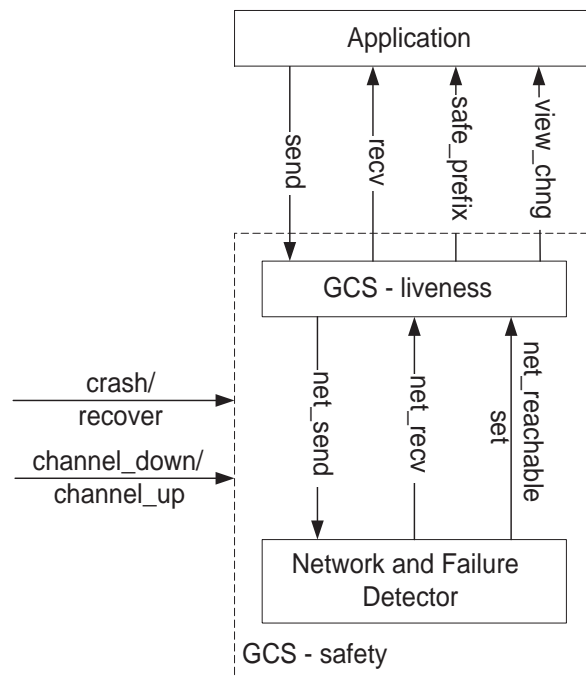 Application
send
recv
safe_prefix
view_chng
GCS - liveness
crash/
recover
channel_down/
channel_up
net_send
net_recv
net_reachable
set
Network and Failure
Detector
GCS - safety